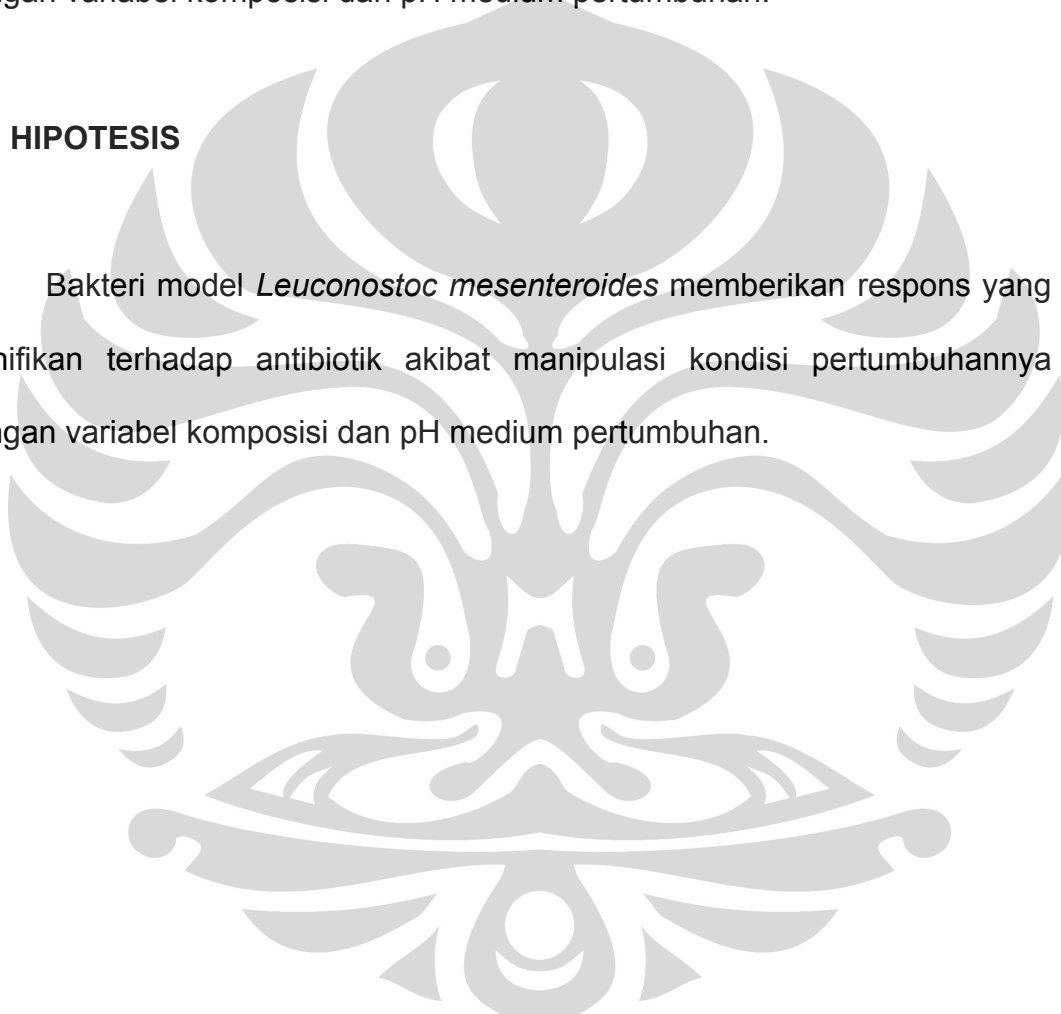 ngan variabel komposisi dan pH medium pertumbuhan.
HIPOTESIS
Bakteri model Leuconostoc mesenteroides memberikan respons yang
nifikan terhadap antibiotik akibat manipulasi kondisi pertumbuhannya
ngan variabel komposisi dan pH medium pertumbuhan.